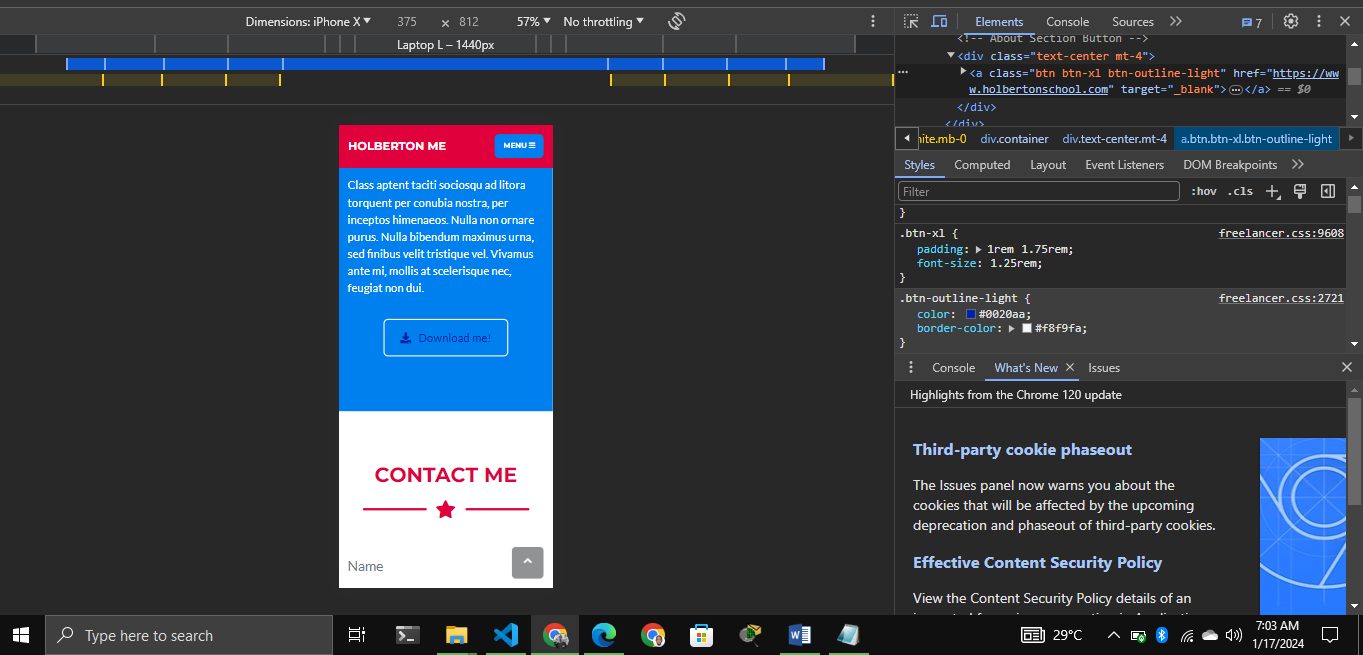 Dimensions: iPhone X 375 × 812 57% No throttling
Elements Console Sources 7
Laptop L – 1440px
<!-- About Section Button -->
<div class="text-center mt-4">
<a class="btn btn-xl btn-outline-light" href="https://ww
w.holbertonschool.com" target="_blank">…</a> == $0
</div>
</div>
hite.mb-0 div.container div.text-center.mt-4 a.btn.btn-xl.btn-outline-light
Styles Computed Layout Event Listeners DOM Breakpoints
Filter :hov .cls
}
.btn-xl { freelancer.css:9608
padding: 1rem 1.75rem;
font-size: 1.25rem;
}
.btn-outline-light { freelancer.css:2721
color: #0020aa;
border-color: #f8f9fa;
}
HOLBERTON ME MENU
Class aptent taciti sociosqu ad litora
torquent per conubia nostra, per
inceptos himenaeos. Nulla non ornare
purus. Nulla bibendum maximus urna,
sed finibus velit tristique vel. Vivamus
ante mi, mollis at scelerisque nec,
feugiat non dui.
Download me!
CONTACT ME
Name
Console What's New Issues
Highlights from the Chrome 120 update
Third-party cookie phaseout
The Issues panel now warns you about the
cookies that will be affected by the upcoming
deprecation and phaseout of third-party cookies.
Effective Content Security Policy
View the Content Security Policy details of an
Type here to search
29°C
7:03 AM
1/17/2024